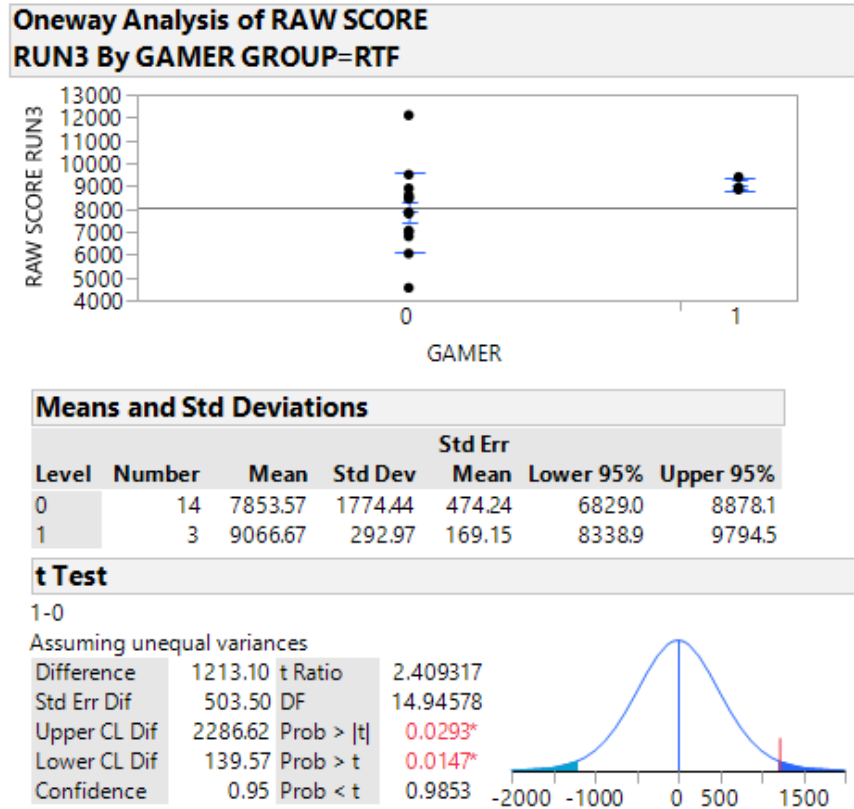 Oneway Analysis of RAW SCORE
RUN3 By GAMER GROUP=RTF
RAW SCORE RUN3
13000
12000
11000
10000
9000
8000
7000
6000
5000
4000
0 1
GAMER
Means and Std Deviations
Std Err
Level Number Mean Std Dev Mean Lower 95% Upper 95%
0 14 7853.57 1774.44 474.24 6829.0 8878.1
1 3 9066.67 292.97 169.15 8338.9 9794.5
t Test
1-0
Assuming unequal variances
Difference 1213.10 t Ratio 2.409317
Std Err Dif 503.50 DF 14.94578
Upper CL Dif 2286.62 Prob > |t| 0.0293*
Lower CL Dif 139.57 Prob > t 0.0147*
Confidence 0.95 Prob < t 0.9853
-2000 -1000 0 500 1500